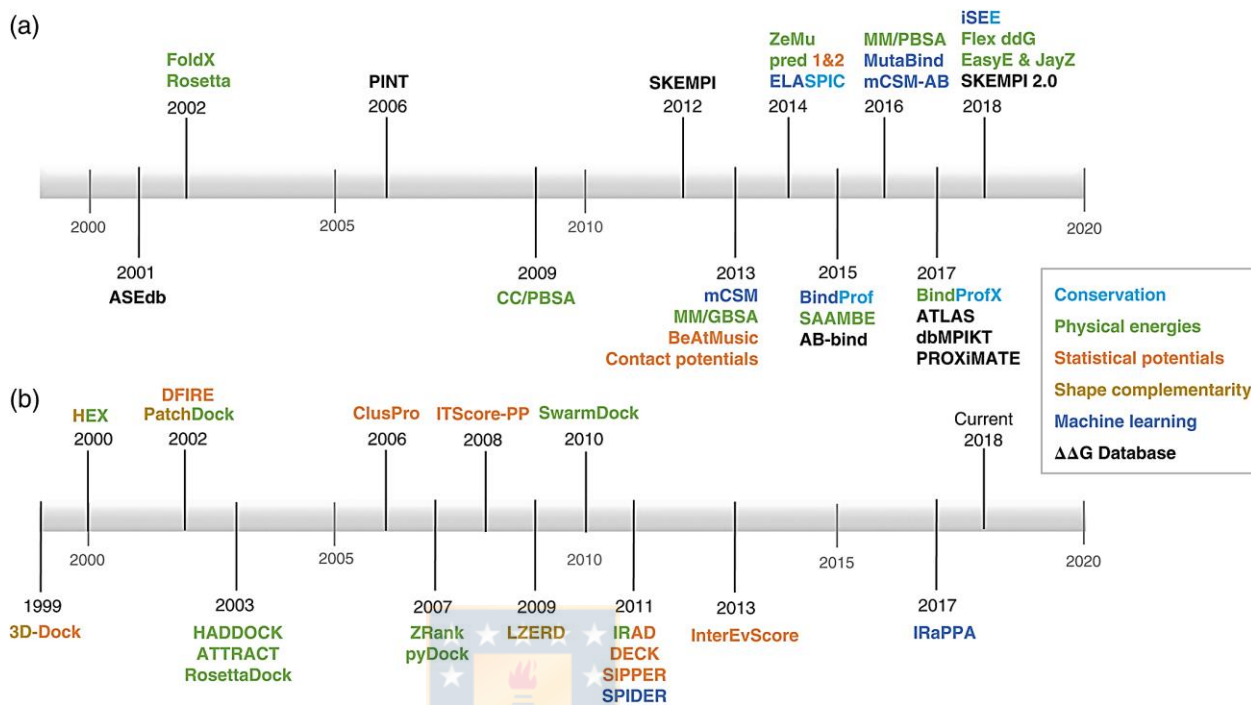 (a)
FoldX
Rosetta
2002
PINT
2006
SKEMPI
2012
ZeMu
pred 1&2
ELASPIC
2014
MM/PBSA
MutaBind
mCSM-AB
2016
iSEE
Flex ddG
EasyE & JayZ
SKEMPI 2.0
2018
2000
2005
2010
2020
2001
ASEdb
2009
CC/PBSA
2013
mCSM
MM/GBSA
BeAtMusic
Contact potentials
2015
BindProf
SAAMBE
AB-bind
2017
BindProfX
ATLAS
dbMPIKT
PROXiMATE
Conservation
Physical energies
Statistical potentials
Shape complementarity
Machine learning
ΔΔG Database
(b)
HEX
2000
DFIRE
PatchDock
2002
ClusPro
2006
ITScore-PP
2008
SwarmDock
2010
Current
2018
2000
2005
2010
2015
2020
1999
3D-Dock
2003
HADDOCK
ATTRACT
RosettaDock
2007
ZRank
pyDock
2009
LZERD
2011
IRAD
DECK
SIPPER
SPIDER
2013
InterEvScore
2017
IRaPPA